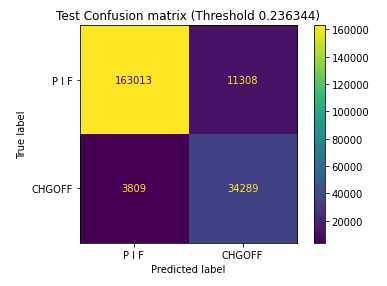 Test Confusion matrix (Threshold 0.236344)
True label
P I F
163013
11308
CHGOFF
3809
34289
P I F
CHGOFF
Predicted label
160000
140000
120000
100000
80000
60000
40000
20000